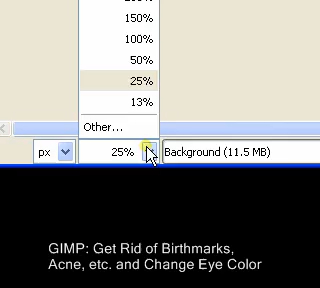 150%
100%
50%
25%
13%
Other...
px 25% Background (11.5 MB)
GIMP: Get Rid of Birthmarks,
Acne, etc. and Change Eye Color